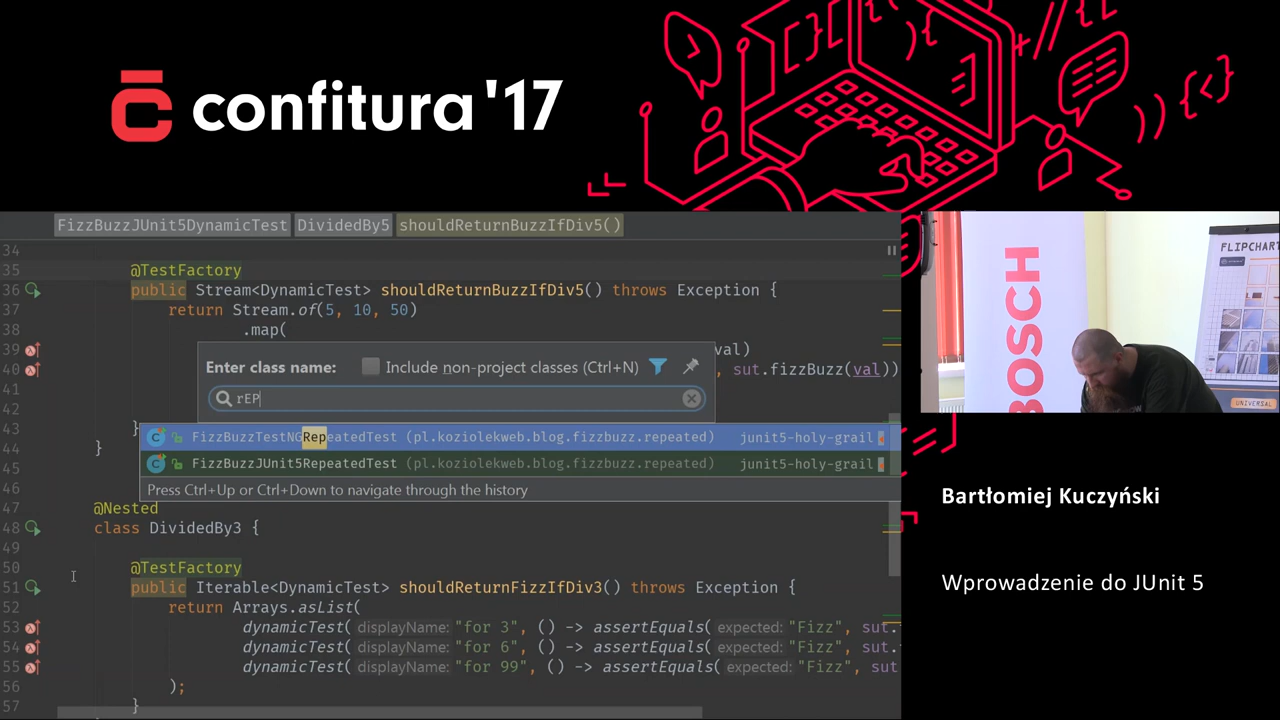 confitura '17
FizzBuzzJUnit5DynamicTest DividedBy5 shouldReturnBuzzIfDiv5()
34
35 @TestFactory
36 public Stream<DynamicTest> shouldReturnBuzzIfDiv5() throws Exception {
37 return Stream.of(5, 10, 50)
38 .map(
39 val)
40 , sut.fizzBuzz(val))
41
42
43 }
44 }
45
46
47 @Nested
48 class DividedBy3 {
49
50 @TestFactory
51 public Iterable<DynamicTest> shouldReturnFizzIfDiv3() throws Exception {
52 return Arrays.asList(
53 dynamicTest( displayName: "for 3", () -> assertEquals( expected: "Fizz", sut.
54 dynamicTest( displayName: "for 6", () -> assertEquals( expected: "Fizz", sut.
55 dynamicTest( displayName: "for 99", () -> assertEquals( expected: "Fizz", sut
56 );
57 }
Enter class name: Include non-project classes (Ctrl+N)
rEP
FizzBuzzTestNGRepeatedTest (pl.koziolekweb.blog.fizzbuzz.repeated) junit5-holy-grail
FizzBuzzJUnit5RepeatedTest (pl.koziolekweb.blog.fizzbuzz.repeated) junit5-holy-grail
Press Ctrl+Up or Ctrl+Down to navigate through the history
BOSCH
FLIPCHART
UNIVERSAL
Bartłomiej Kuczyński
Wprowadzenie do JUnit 5